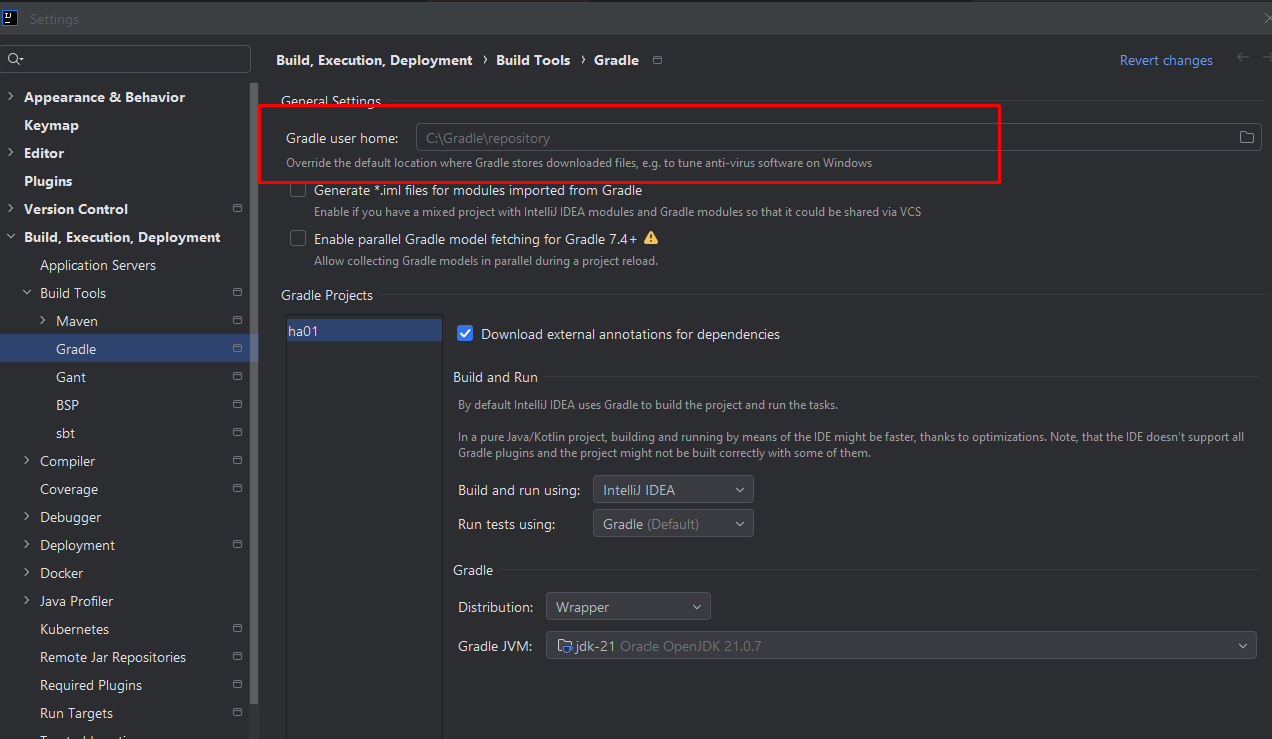 Settings
Build, Execution, Deployment › Build Tools › Gradle
Revert changes
Appearance & Behavior
Keymap
Editor
Plugins
Version Control
Build, Execution, Deployment
Application Servers
Build Tools
Maven
Gradle
Gant
BSP
sbt
Compiler
Coverage
Debugger
Deployment
Docker
Java Profiler
Kubernetes
Remote Jar Repositories
Required Plugins
Run Targets
General Settings
Gradle user home: C:\Gradle\repository
Override the default location where Gradle stores downloaded files, e.g. to tune anti-virus software on Windows
Generate *.iml files for modules imported from Gradle
Enable if you have a mixed project with IntelliJ IDEA modules and Gradle modules so that it could be shared via VCS
Enable parallel Gradle model fetching for Gradle 7.4+
Allow collecting Gradle models in parallel during a project reload.
Gradle Projects
ha01
Download external annotations for dependencies
Build and Run
By default IntelliJ IDEA uses Gradle to build the project and run the tasks.
In a pure Java/Kotlin project, building and running by means of the IDE might be faster, thanks to optimizations. Note, that the IDE doesn't support all
Gradle plugins and the project might not be built correctly with some of them.
Build and run using: IntelliJ IDEA
Run tests using: Gradle (Default)
Gradle
Distribution: Wrapper
Gradle JVM: jdk-21 Oracle OpenJDK 21.0.7